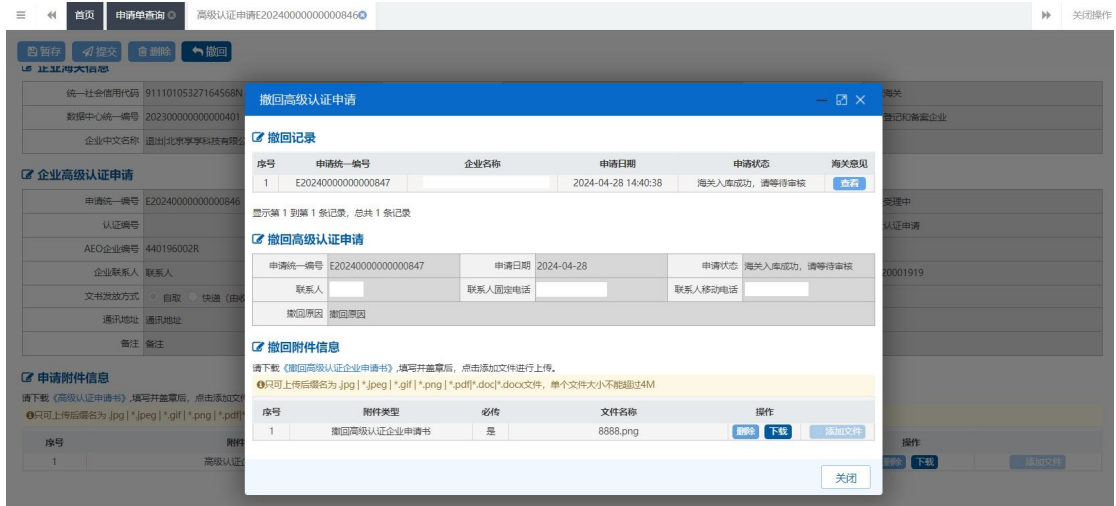 首页 申请单查询 高级认证申请E20240000000000846 关闭操作
暂存 提交 删除 撤回
企业海关信息
统一社会信用代码 91110105327164568N 海关
数据中心统一编号 202300000000000401 登记和备案企业
企业中文名称 退出|北京享享科技有限公
企业高级认证申请
申请统一编号 E20240000000000846 受理中
认证编号 认证申请
AEO企业编号 440196002R
企业联系人 联系人 20001919
文书发放方式 自取 快递（由收
通讯地址 通讯地址
备注 备注
申请附件信息
请下载《高级认证申请书》,填写并盖章后，点击添加文件
只可上传后缀名为 .jpg | *.jpeg | *.gif | *.png | *.pdf|*
序号 附件 操作
1 高级认证 删除 下载 添加文件
撤回高级认证申请
撤回记录
序号 申请统一编号 企业名称 申请日期 申请状态 海关意见
1 E20240000000000847 2024-04-28 14:40:38 海关入库成功，请等待审核 查看
显示第 1 到第 1 条记录，总共 1 条记录
撤回高级认证申请
申请统一编号 E20240000000000847 申请日期 2024-04-28 申请状态 海关入库成功，请等待审核
联系人 联系人固定电话 联系人移动电话
撤回原因 撤回原因
撤回附件信息
请下载《撤回高级认证企业申请书》,填写并盖章后，点击添加文件进行上传。
只可上传后缀名为 .jpg | *.jpeg | *.gif | *.png | *.pdf|*.doc|*.docx文件，单个文件大小不能超过4M
序号 附件类型 必传 文件名称 操作
1 撤回高级认证企业申请书 是 8888.png 删除 下载 添加文件
关闭